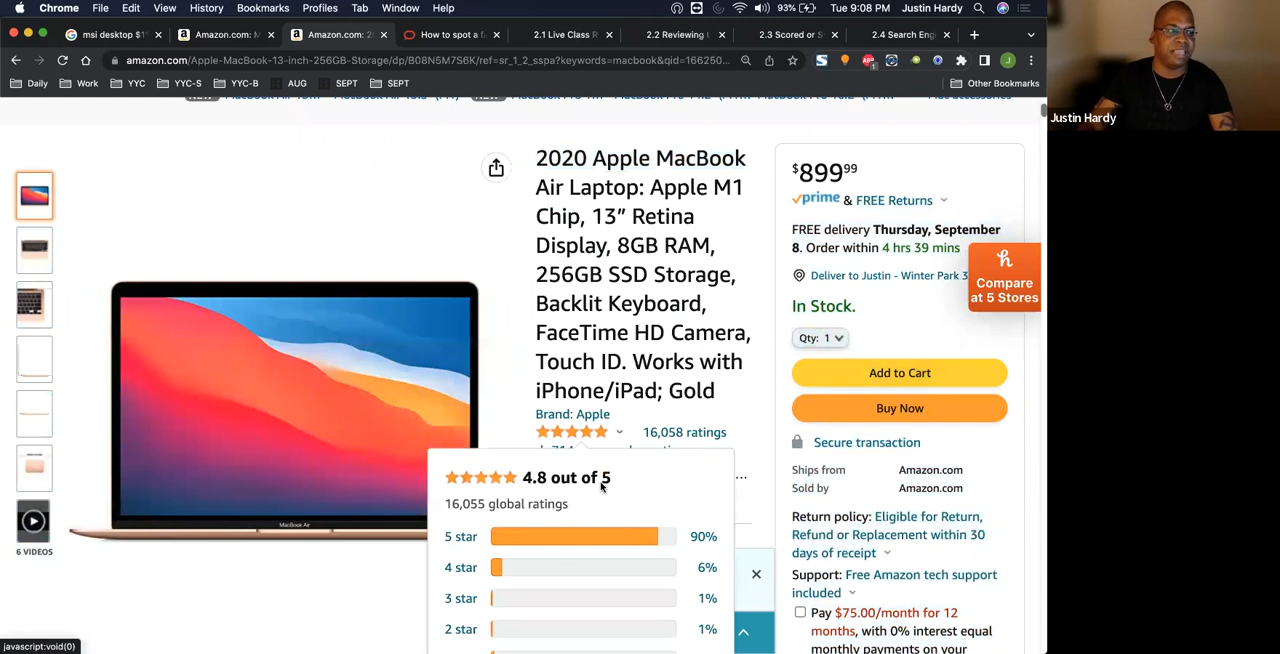 Chrome File Edit View History Bookmarks Profiles Tab Window Help 93% Tue 9:08 PM Justin Hardy
msi desktop $1 Amazon.com: M Amazon.com: 2 How to spot a fa 2.1 Live Class R 2.2 Reviewing 2.3 Scored or S 2.4 Search Eng
amazon.com/Apple-MacBook-13-inch-256GB-Storage/dp/B08N5M7S6K/ref=sr_1_2_sspa?keywords=macbook&qid=166250...
Daily Work YYC YYC-S YYC-B AUG SEPT SEPT Other Bookmarks
Justin Hardy
2020 Apple MacBook
Air Laptop: Apple M1
Chip, 13” Retina
Display, 8GB RAM,
256GB SSD Storage,
Backlit Keyboard,
FaceTime HD Camera,
Touch ID. Works with
iPhone/iPad; Gold
Brand: Apple
16,058 ratings
4.8 out of 5
16,055 global ratings
5 star 90%
4 star 6%
3 star 1%
2 star 1%
MacBook Air
6 VIDEOS
$899.99
prime & FREE Returns
FREE delivery Thursday, September
8. Order within 4 hrs 39 mins
Deliver to Justin - Winter Park 3
In Stock.
Qty: 1
Add to Cart
Buy Now
Secure transaction
Ships from Amazon.com
Sold by Amazon.com
Return policy: Eligible for Return,
Refund or Replacement within 30
days of receipt
Support: Free Amazon tech support
included
Pay $75.00/month for 12
months, with 0% interest equal
monthly payments on your
Compare
at 5 Stores
javascript:void(0)